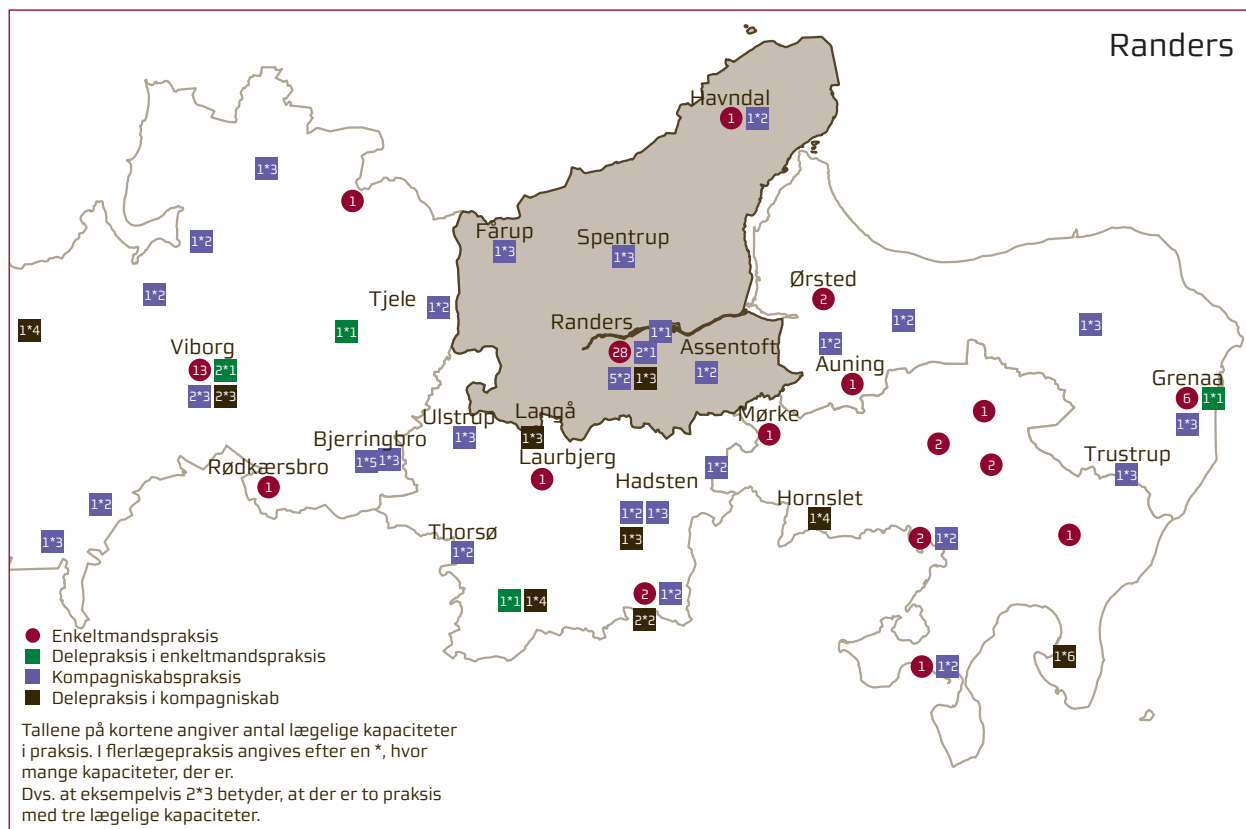 Randers
Havndal
1 1*2
1*3
1
Fårup
1*3
Spentrup
1*3
1*2
1*2
Tjele
1*2
Ørsted
2
1*2
1*3
1*4
1*1
Randers
1*1
28 2*1
5*2 1*3
Assentoft
1*2
1*2
Auning
1
Viborg
13 2*1
2*3 2*3
Grenaa
6 1*1
1*3
1
2
2
Ulstrup
1*3
Langå
1*3
Mørke
1
Bjerringbro
1*5 1*3
Laurbjerg
1
Trustrup
1*3
Rødkærsbro
1
1*2
Hadsten
1*2 1*3
1*3
Hornslet
1*4
1*2
1*3
Thorsø
1*2
2 1*2
1
1*1 1*4
2 1*2
2*2
1*6
1 1*2
Enkeltmandspraksis
Delepraksis i enkeltmandspraksis
Kompagniskabspraksis
Delepraksis i kompagniskab
Tallene på kortene angiver antal lægelige kapaciteter
i praksis. I flerlægepraksis angives efter en *, hvor
mange kapaciteter, der er.
Dvs. at eksempelvis 2*3 betyder, at der er to praksis
med tre lægelige kapaciteter.